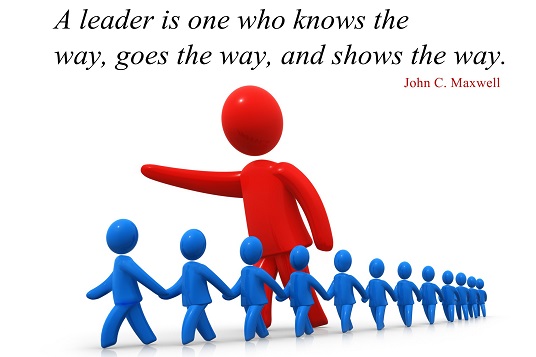 A leader is one who knows the
way, goes the way, and shows the way.
John C. Maxwell